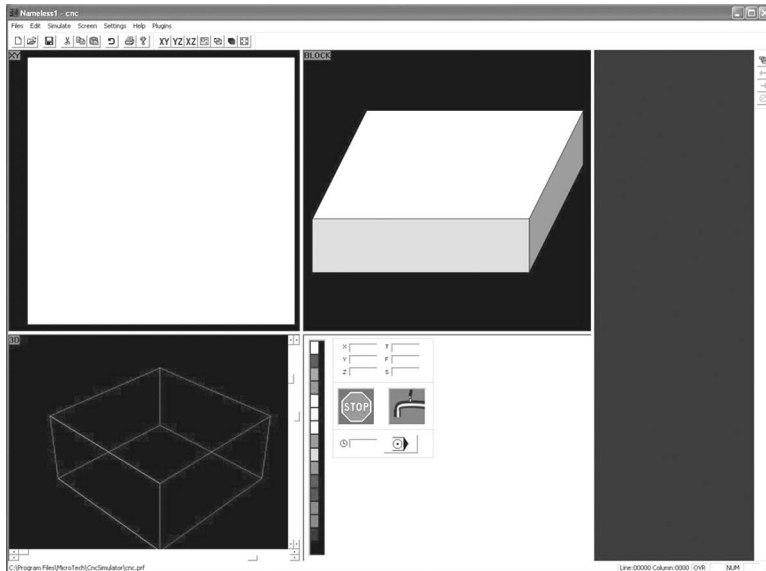 Nameless1 - cnc
Files Edit Simulate Screen Settings Help Plugins
XY YZ XZ
XY
BLOCK
3D
X T
Y F
Z S
STOP
C:\Program Files\MicroTech\CncSimulator\cnc.prf
Line:00000 Column:0000 OVR NUM